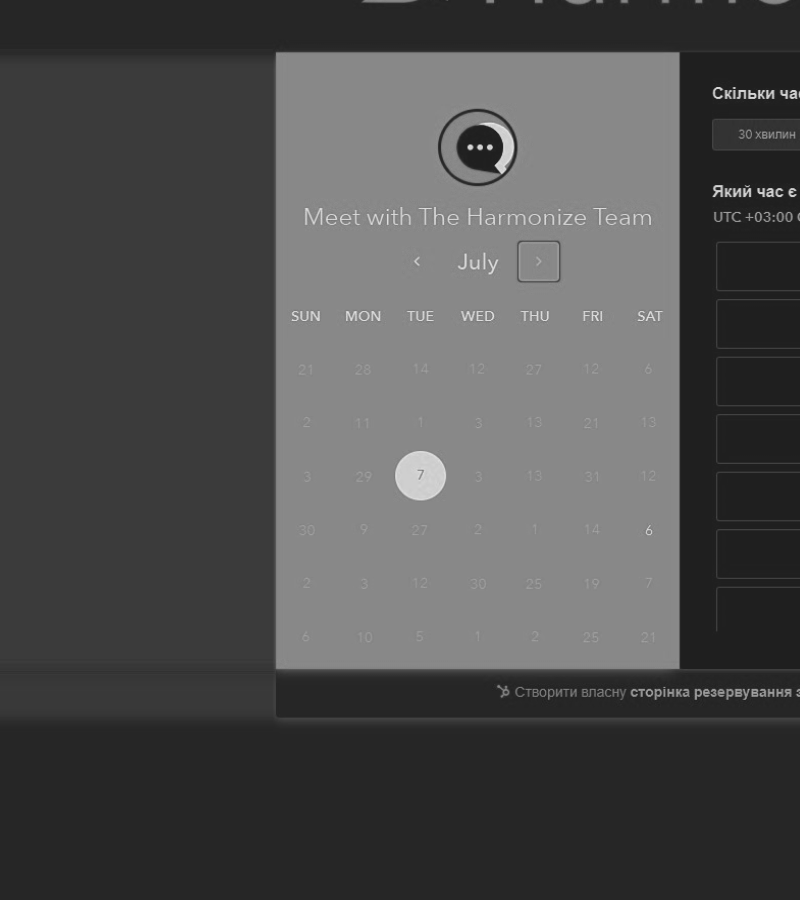 Meet with The Harmonize Team
July
SUN MON TUE WED THU FRI SAT
21 28 14 12 27 12 6
2 11 1 3 13 21 13
3 29 7 3 13 31 12
30 9 27 2 1 14 6
2 3 12 30 25 19 7
6 10 5 1 2 25 21
Скільки
30 хвилин
Який час є
UTC +03:00
Створити власну сторінка резервування